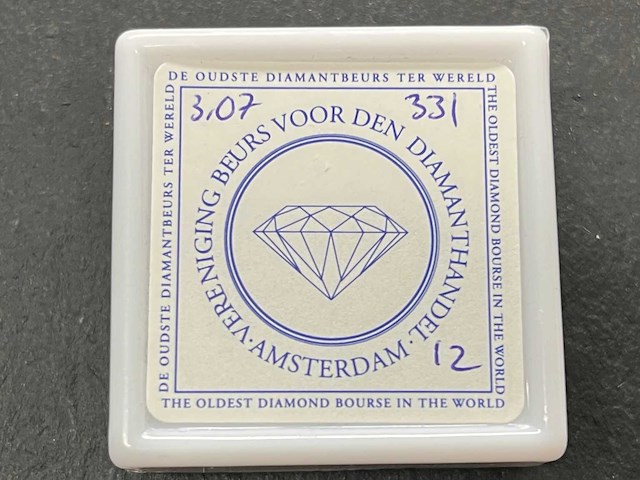 DE OUDSTE DIAMANTBEURS TER WERELD
3,07
331
VERENIGING BEURS VOOR DEN DIAMANTHANDEL
· AMSTERDAM ·
12
DE OUDSTE DIAMANTBEURS TER WERELD
THE OLDEST DIAMOND BOURSE IN THE WORLD
THE OLDEST DIAMOND BOURSE IN THE WORLD